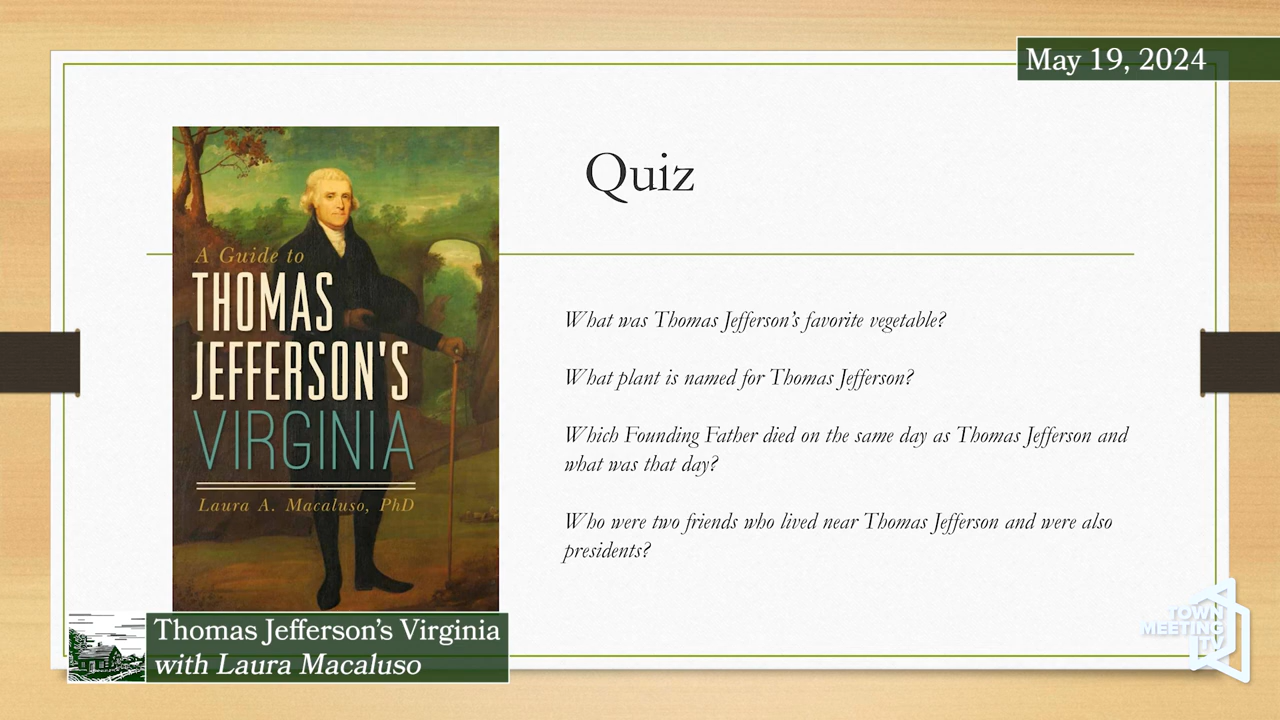 May 19, 2024
Quiz
A Guide to
THOMAS
JEFFERSON'S
VIRGINIA
Laura A. Macaluso, PhD
What was Thomas Jefferson's favorite vegetable?
What plant is named for Thomas Jefferson?
Which Founding Father died on the same day as Thomas Jefferson and
what was that day?
Who were two friends who lived near Thomas Jefferson and were also
presidents?
Thomas Jefferson's Virginia
with Laura Macaluso
TOWN
MEETING
TV